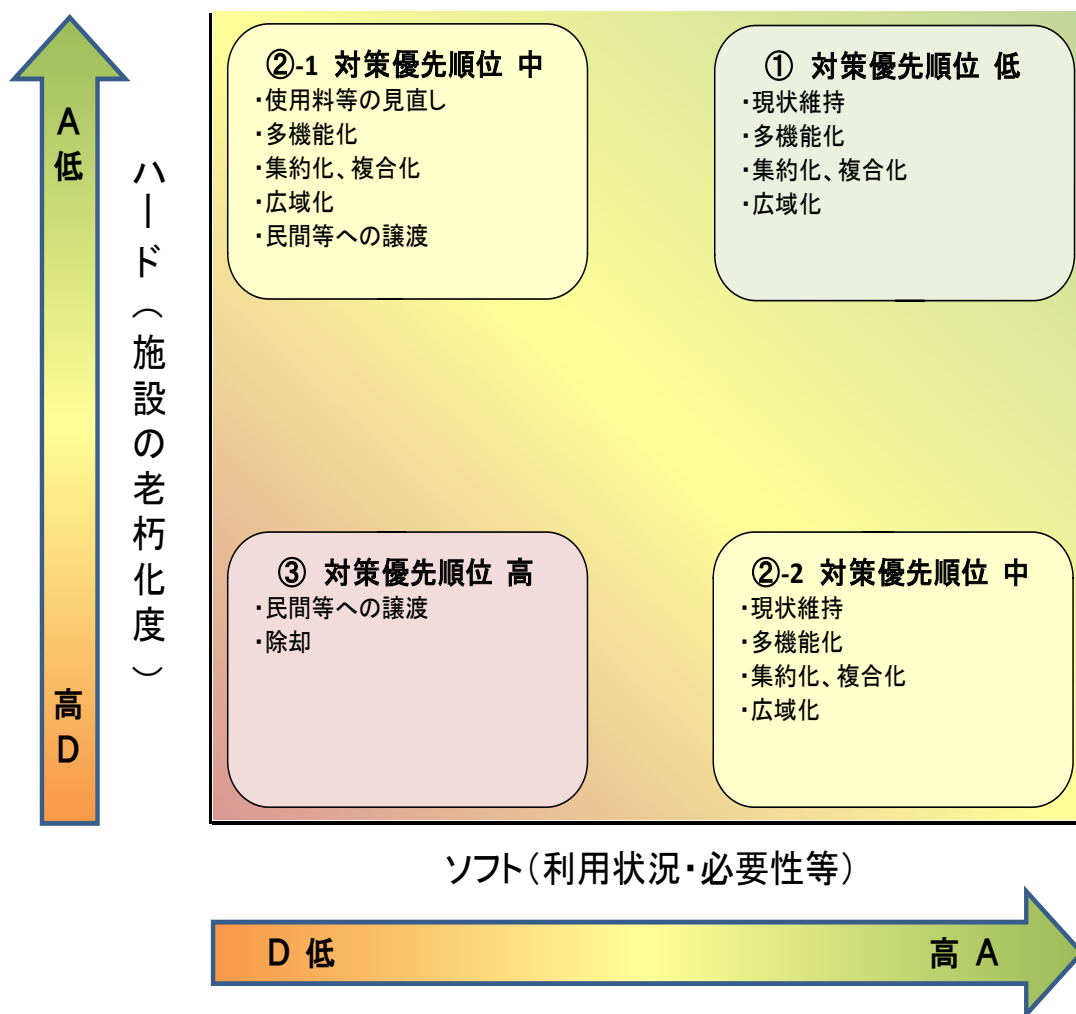 ②-1 対策優先順位 中
・使用料等の見直し
・多機能化
・集約化、複合化
・広域化
・民間等への譲渡
① 対策優先順位 低
・現状維持
・多機能化
・集約化、複合化
・広域化
A
低
ハード（施設の老朽化度）
高
D
③ 対策優先順位 高
・民間等への譲渡
・除却
②-2 対策優先順位 中
・現状維持
・多機能化
・集約化、複合化
・広域化
ソフト（利用状況・必要性等）
D 低
高 A